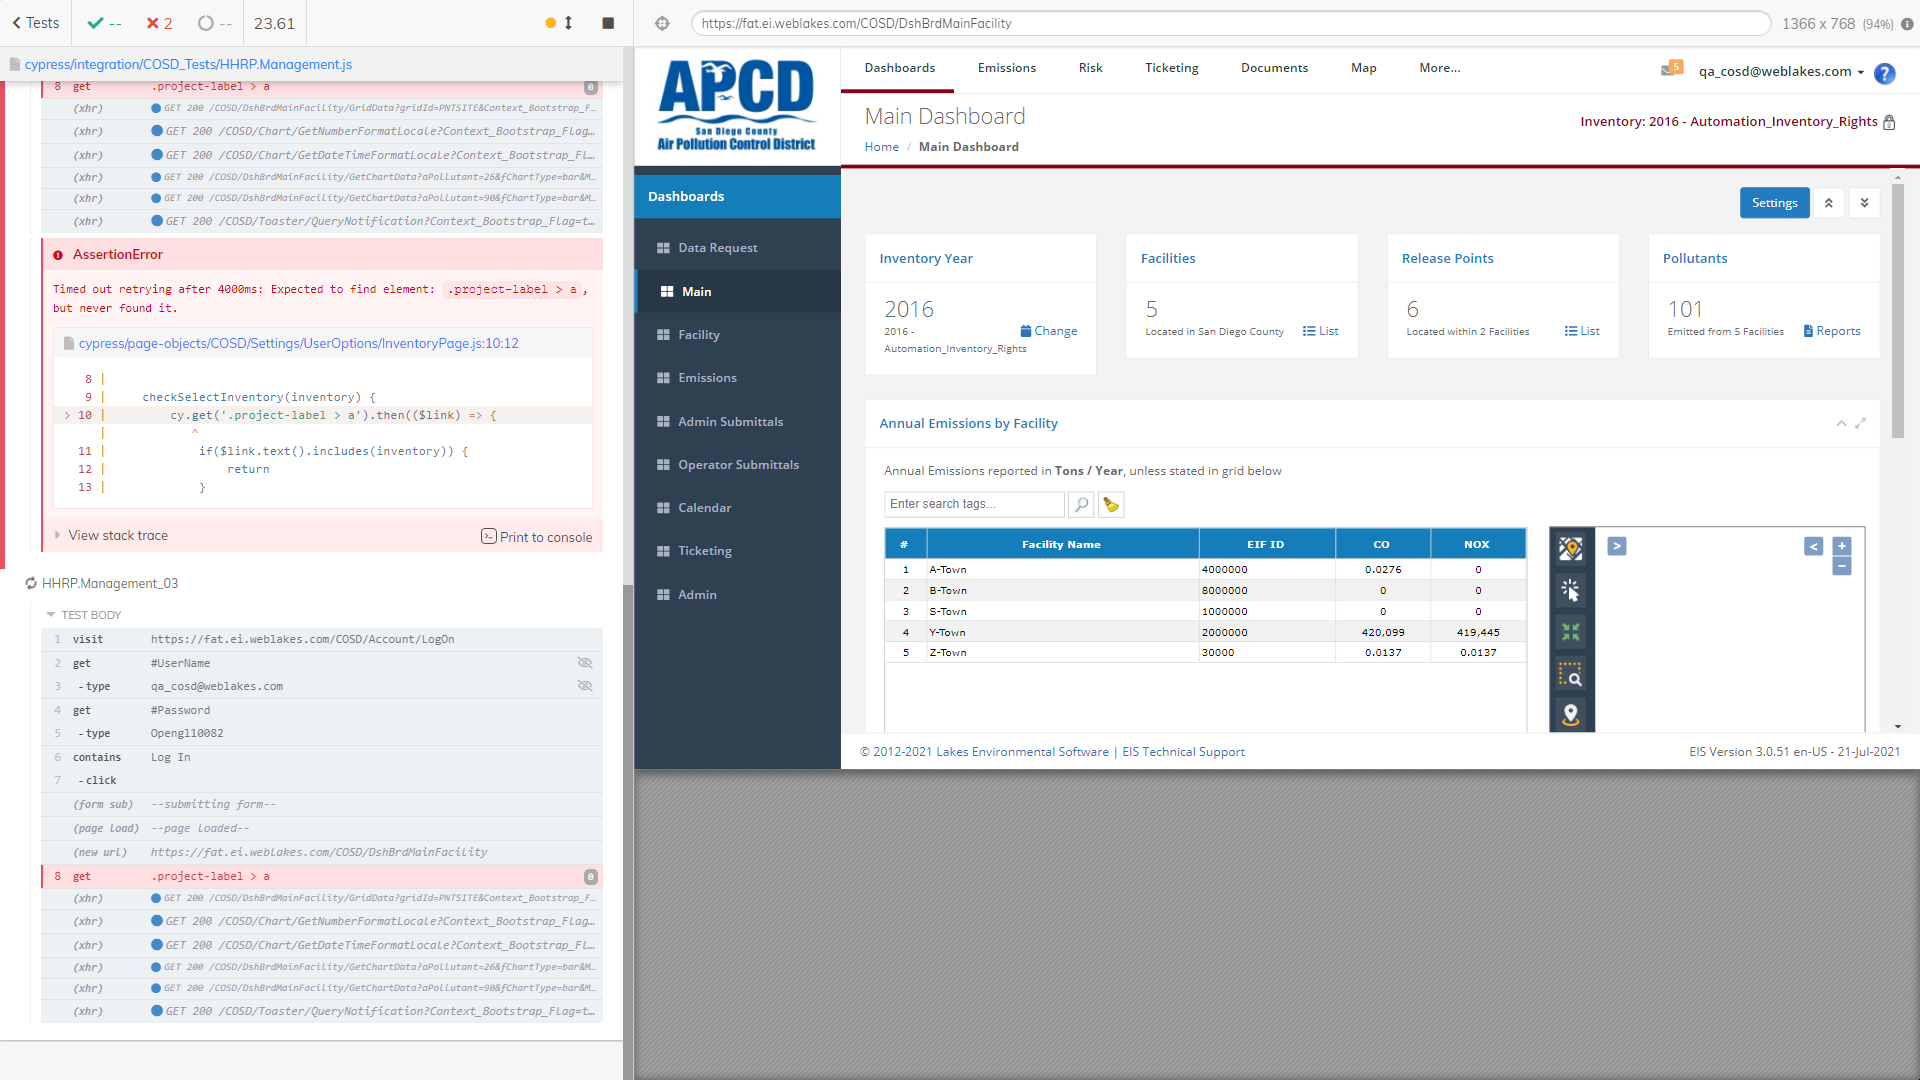 Tests
--
2
--
23.61
cypress/integration/COSD_Tests/HHRP.Management.js
8 get .project-label > a 0
(xhr) GET 200 /COSD/DshBrdMainFacility/GridData?gridId=PNTSITE&Context_Bootstrap_F...
(xhr) GET 200 /COSD/Chart/GetNumberFormatLocale?Context_Bootstrap_Flag...
(xhr) GET 200 /COSD/Chart/GetDateTimeFormatLocale?Context_Bootstrap_Fl...
(xhr) GET 200 /COSD/DshBrdMainFacility/GetChartData?aPollutant=26&fChartType=bar&M...
(xhr) GET 200 /COSD/DshBrdMainFacility/GetChartData?aPollutant=90&fChartType=bar&M...
(xhr) GET 200 /COSD/Toaster/QueryNotification?Context_Bootstrap_Flag=t...
AssertionError
Timed out retrying after 4000ms: Expected to find element: .project-label > a,
but never found it.
cypress/page-objects/COSD/Settings/UserOptions/InventoryPage.js:10:12
8 |
9 | checkSelectInventory(inventory) {
> 10 | cy.get('.project-label > a').then(($link) => {
| ^
11 | if($link.text().includes(inventory)) {
12 | return
13 | }
View stack trace
Print to console
HHRP.Management_03
TEST BODY
1 visit https://fat.ei.weblakes.com/COSD/Account/LogOn
2 get #UserName
3 -type qa_cosd@weblakes.com
4 get #Password
5 -type Opengl10082
6 contains Log In
7 -click
(form sub) --submitting form--
(page load) --page loaded--
(new url) https://fat.ei.weblakes.com/COSD/DshBrdMainFacility
8 get .project-label > a 0
(xhr) GET 200 /COSD/DshBrdMainFacility/GridData?gridId=PNTSITE&Context_Bootstrap_F...
(xhr) GET 200 /COSD/Chart/GetNumberFormatLocale?Context_Bootstrap_Flag...
(xhr) GET 200 /COSD/Chart/GetDateTimeFormatLocale?Context_Bootstrap_Fl...
(xhr) GET 200 /COSD/DshBrdMainFacility/GetChartData?aPollutant=26&fChartType=bar&M...
(xhr) GET 200 /COSD/DshBrdMainFacility/GetChartData?aPollutant=90&fChartType=bar&M...
(xhr) GET 200 /COSD/Toaster/QueryNotification?Context_Bootstrap_Flag=t...
https://fat.ei.weblakes.com/COSD/DshBrdMainFacility
1366 x 768 (94%)
APCD
San Diego County
Air Pollution Control District
Dashboards
Emissions
Risk
Ticketing
Documents
Map
More...
5
qa_cosd@weblakes.com
?
Main Dashboard
Home / Main Dashboard
Inventory: 2016 - Automation_Inventory_Rights
Dashboards
Data Request
Main
Facility
Emissions
Admin Submittals
Operator Submittals
Calendar
Ticketing
Admin
Settings
Inventory Year
2016
2016 -
Automation_Inventory_Rights
Change
Facilities
5
Located in San Diego County
List
Release Points
6
Located within 2 Facilities
List
Pollutants
101
Emitted from 5 Facilities
Reports
Annual Emissions by Facility
Annual Emissions reported in Tons / Year, unless stated in grid below
Enter search tags...
# Facility Name EIF ID CO NOX
1 A-Town 4000000 0.0276 0
2 B-Town 8000000 0 0
3 S-Town 1000000 0 0
4 Y-Town 2000000 420,099 419,445
5 Z-Town 30000 0.0137 0.0137
>
<
+
−
© 2012-2021 Lakes Environmental Software | EIS Technical Support
EIS Version 3.0.51 en-US - 21-Jul-2021